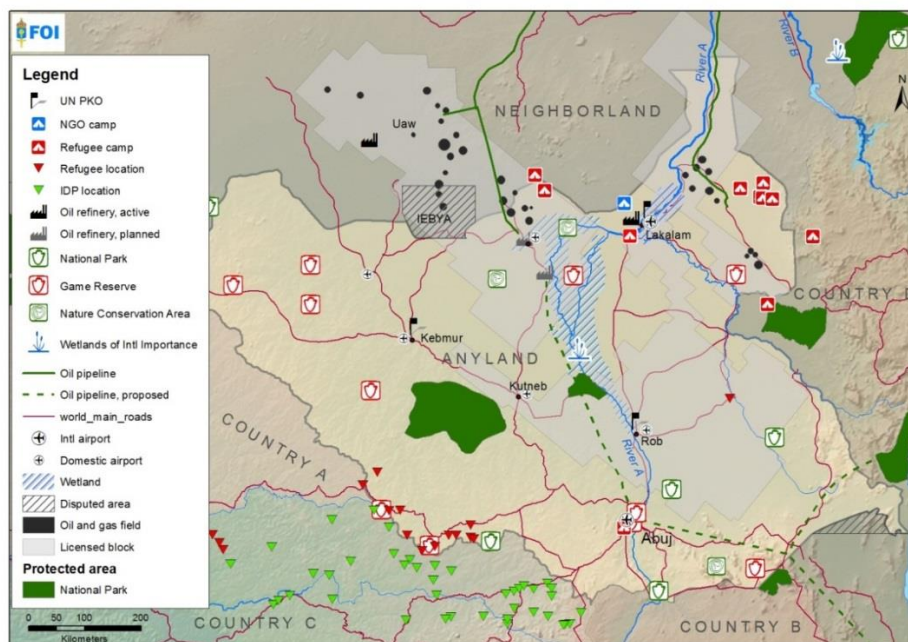 FOI
Legend
UN PKO
NGO camp
Refugee camp
Refugee location
IDP location
Oil refinery, active
Oil refinery, planned
National Park
Game Reserve
Nature Conservation Area
Wetlands of Intl Importance
Oil pipeline
Oil pipeline, proposed
world_main_roads
Intl airport
Domestic airport
Wetland
Disputed area
Oil and gas field
Licensed block
Protected area
National Park
0 50 100 200
Kilometers
River A
River B
N
NEIGHBORLAND
Uaw
IEBYA
Lakalam
COUNTRY
Kebmur
ANYLAND
Kutneb
Rob
River A
COUNTRY A
Abuj
COUNTRY C
COUNTRY B